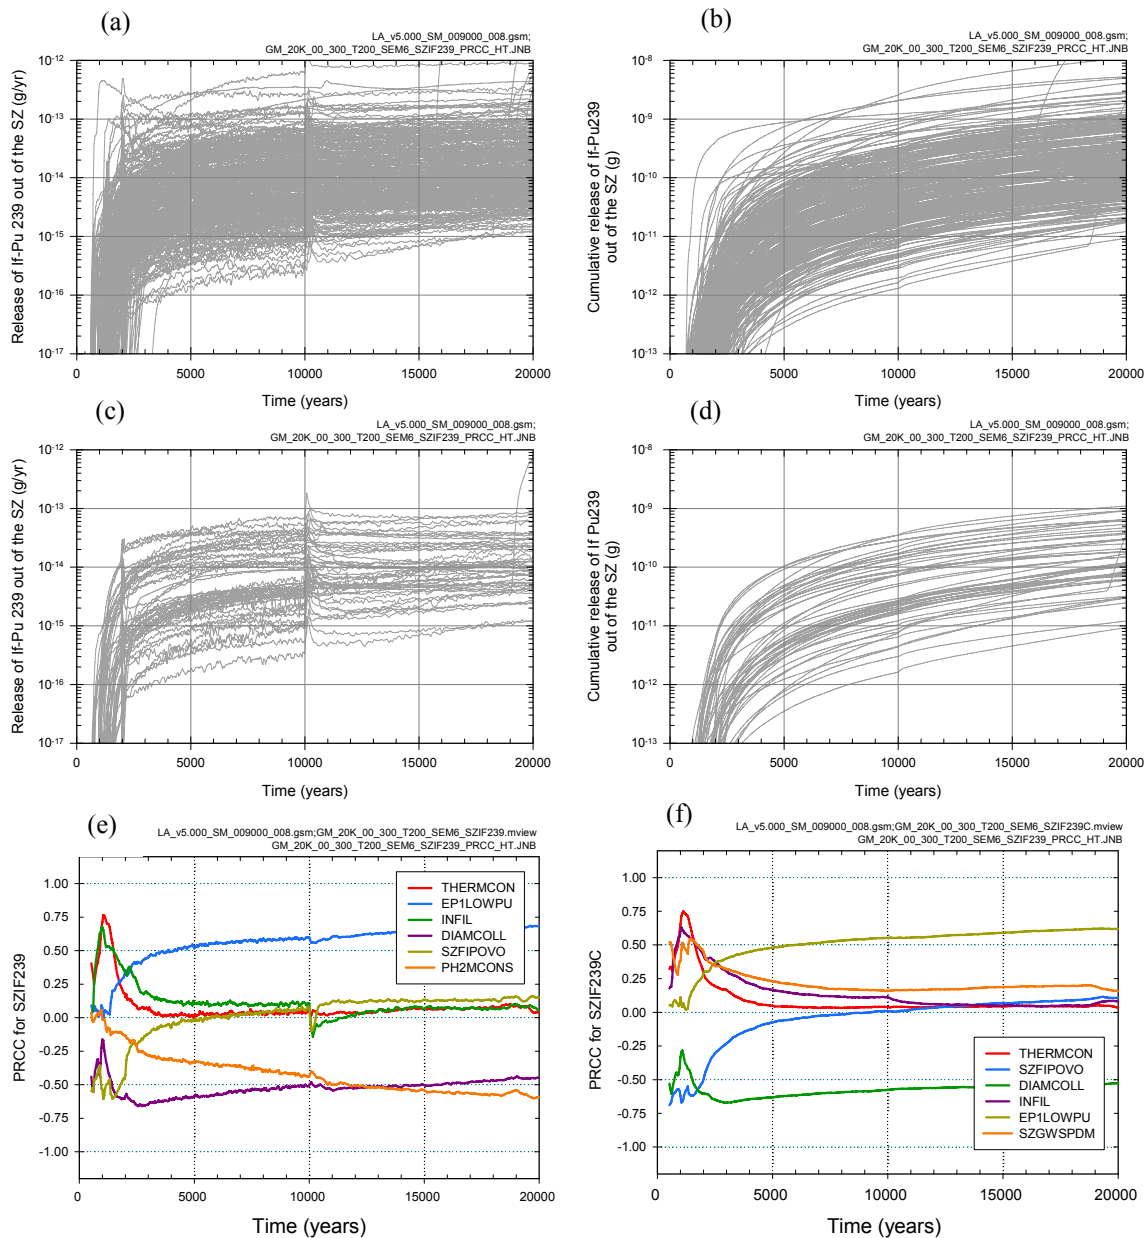 (a)
LA_v5.000_SM_009000_008.gsm;
GM_20K_00_300_T200_SEM6_SZIF239_PRCC_HT.JNB
Release of If-Pu 239 out of the SZ (g/yr)
10-12
10-13
10-14
10-15
10-16
10-17
0 5000 10000 15000 20000
Time (years)
(b)
LA_v5.000_SM_009000_008.gsm;
GM_20K_00_300_T200_SEM6_SZIF239_PRCC_HT.JNB
Cumulative release of If-Pu239
out of the SZ (g)
10-8
10-9
10-10
10-11
10-12
10-13
0 5000 10000 15000 20000
Time (years)
(c)
LA_v5.000_SM_009000_008.gsm;
GM_20K_00_300_T200_SEM6_SZIF239_PRCC_HT.JNB
Release of If-Pu 239 out of the SZ (g/yr)
10-12
10-13
10-14
10-15
10-16
10-17
0 5000 10000 15000 20000
Time (years)
(d)
LA_v5.000_SM_009000_008.gsm;
GM_20K_00_300_T200_SEM6_SZIF239_PRCC_HT.JNB
Cumulative release of If Pu239
out of the SZ (g)
10-8
10-9
10-10
10-11
10-12
10-13
0 5000 10000 15000 20000
Time (years)
(e)
LA_v5.000_SM_009000_008.gsm;GM_20K_00_300_T200_SEM6_SZIF239.mview
GM_20K_00_300_T200_SEM6_SZIF239_PRCC_HT.JNB
PRCC for SZIF239
1.00
0.75
0.50
0.25
0.00
-0.25
-0.50
-0.75
-1.00
THERMCON
EP1LOWPU
INFIL
DIAMCOLL
SZFIPOVO
PH2MCONS
0 5000 10000 15000 20000
Time (years)
(f)
LA_v5.000_SM_009000_008.gsm;GM_20K_00_300_T200_SEM6_SZIF239C.mview
GM_20K_00_300_T200_SEM6_SZIF239_PRCC_HT.JNB
PRCC for SZIF239C
1.00
0.75
0.50
0.25
0.00
-0.25
-0.50
-0.75
-1.00
THERMCON
SZFIPOVO
DIAMCOLL
INFIL
EP1LOWPU
SZGWSPDM
0 5000 10000 15000 20000
Time (years)